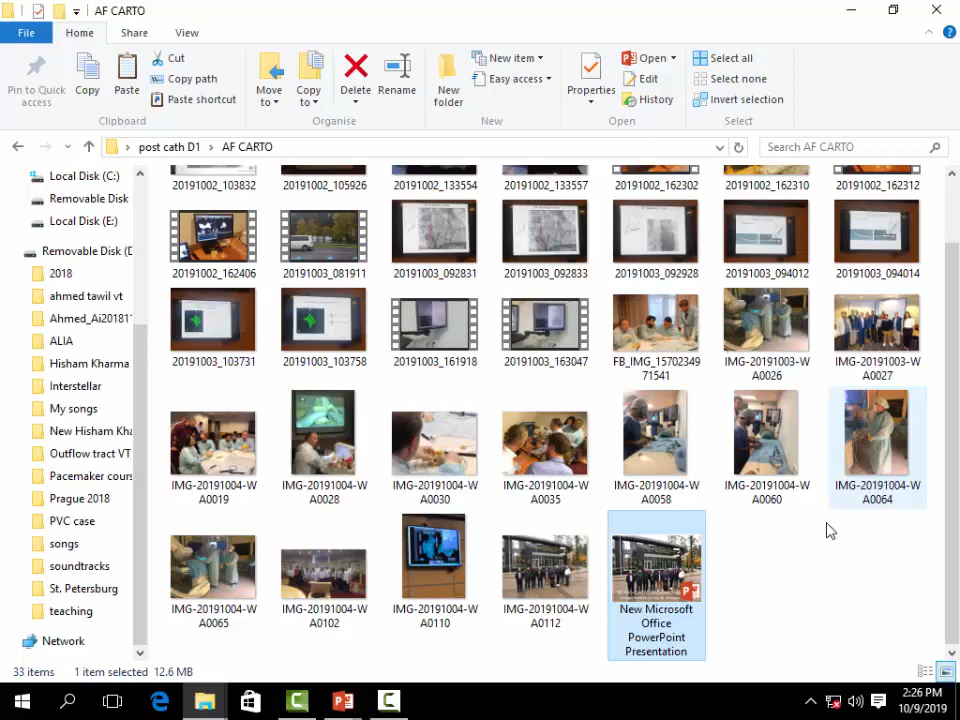 AF CARTO
File
Home
Share
View
Pin to Quick access
Copy
Paste
Cut
Copy path
Paste shortcut
Clipboard
Move to
Copy to
Delete
Rename
Organise
New folder
New item
Easy access
New
Properties
Open
Edit
History
Open
Select all
Select none
Invert selection
Select
post cath D1
AF CARTO
Search AF CARTO
Local Disk (C:)
Removable Disk
Local Disk (E:)
Removable Disk (D
2018
ahmed tawil vt
Ahmed_Ai20181
ALIA
Hisham Kharma
Interstellar
My songs
New Hisham Kha
Outflow tract VT
Pacemaker cours
Prague 2018
PVC case
songs
soundtracks
St. Petersburg
teaching
Network
20191002_103832
20191002_105926
20191002_133554
20191002_133557
20191002_162302
20191002_162310
20191002_162312
20191002_162406
20191003_081911
20191003_092831
20191003_092833
20191003_092928
20191003_094012
20191003_094014
20191003_103731
20191003_103758
20191003_161918
20191003_163047
FB_IMG_15702349
71541
IMG-20191003-W
A0026
IMG-20191003-W
A0027
IMG-20191004-W
A0019
IMG-20191004-W
A0028
IMG-20191004-W
A0030
IMG-20191004-W
A0035
IMG-20191004-W
A0058
IMG-20191004-W
A0060
IMG-20191004-W
A0064
IMG-20191004-W
A0065
IMG-20191004-W
A0102
IMG-20191004-W
A0110
IMG-20191004-W
A0112
New Microsoft
Office
PowerPoint
Presentation
33 items
1 item selected 12.6 MB
2:26 PM
10/9/2019